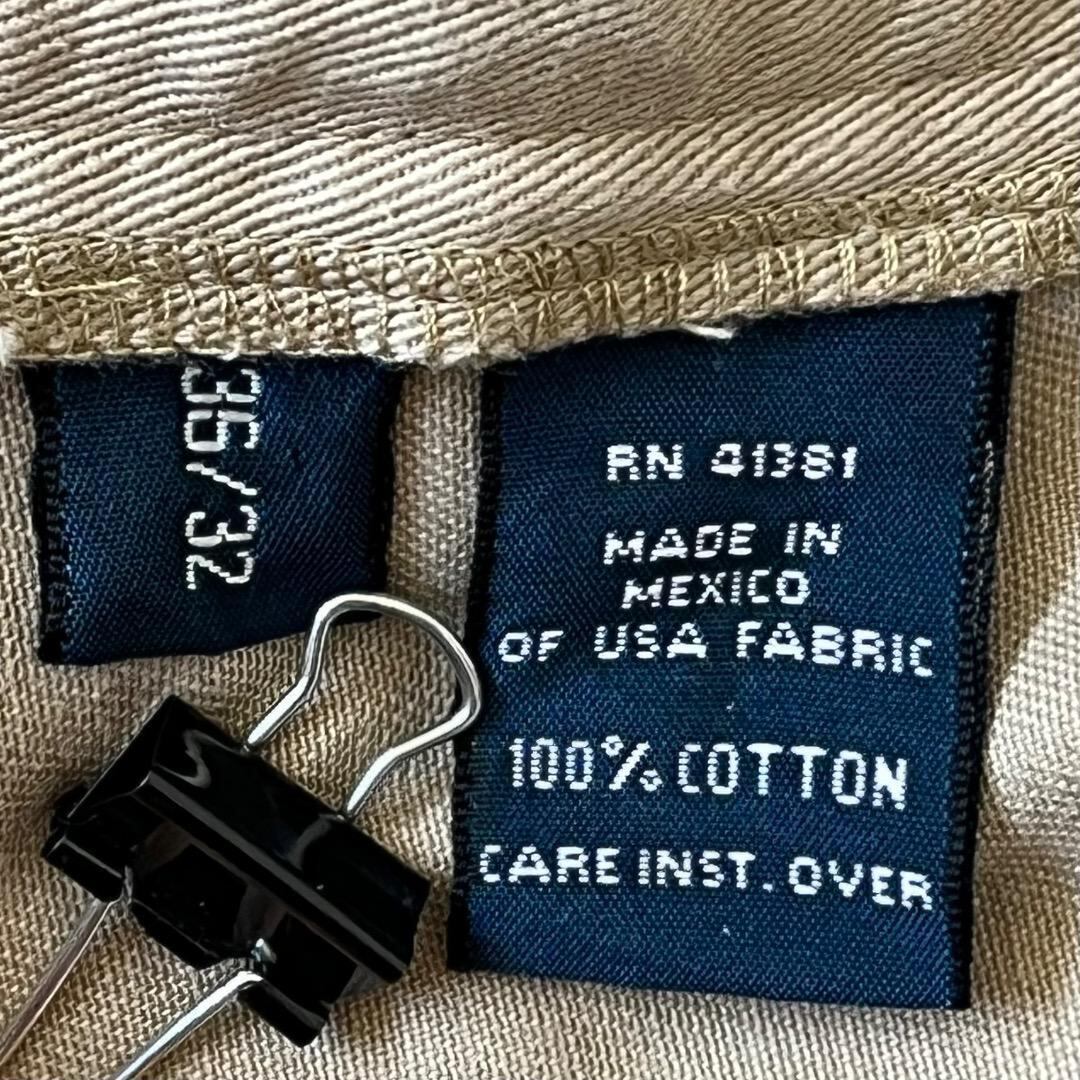 36/32
RN 41381
MADE IN
MEXICO
OF USA FABRIC
100% COTTON
CARE INST. OVER